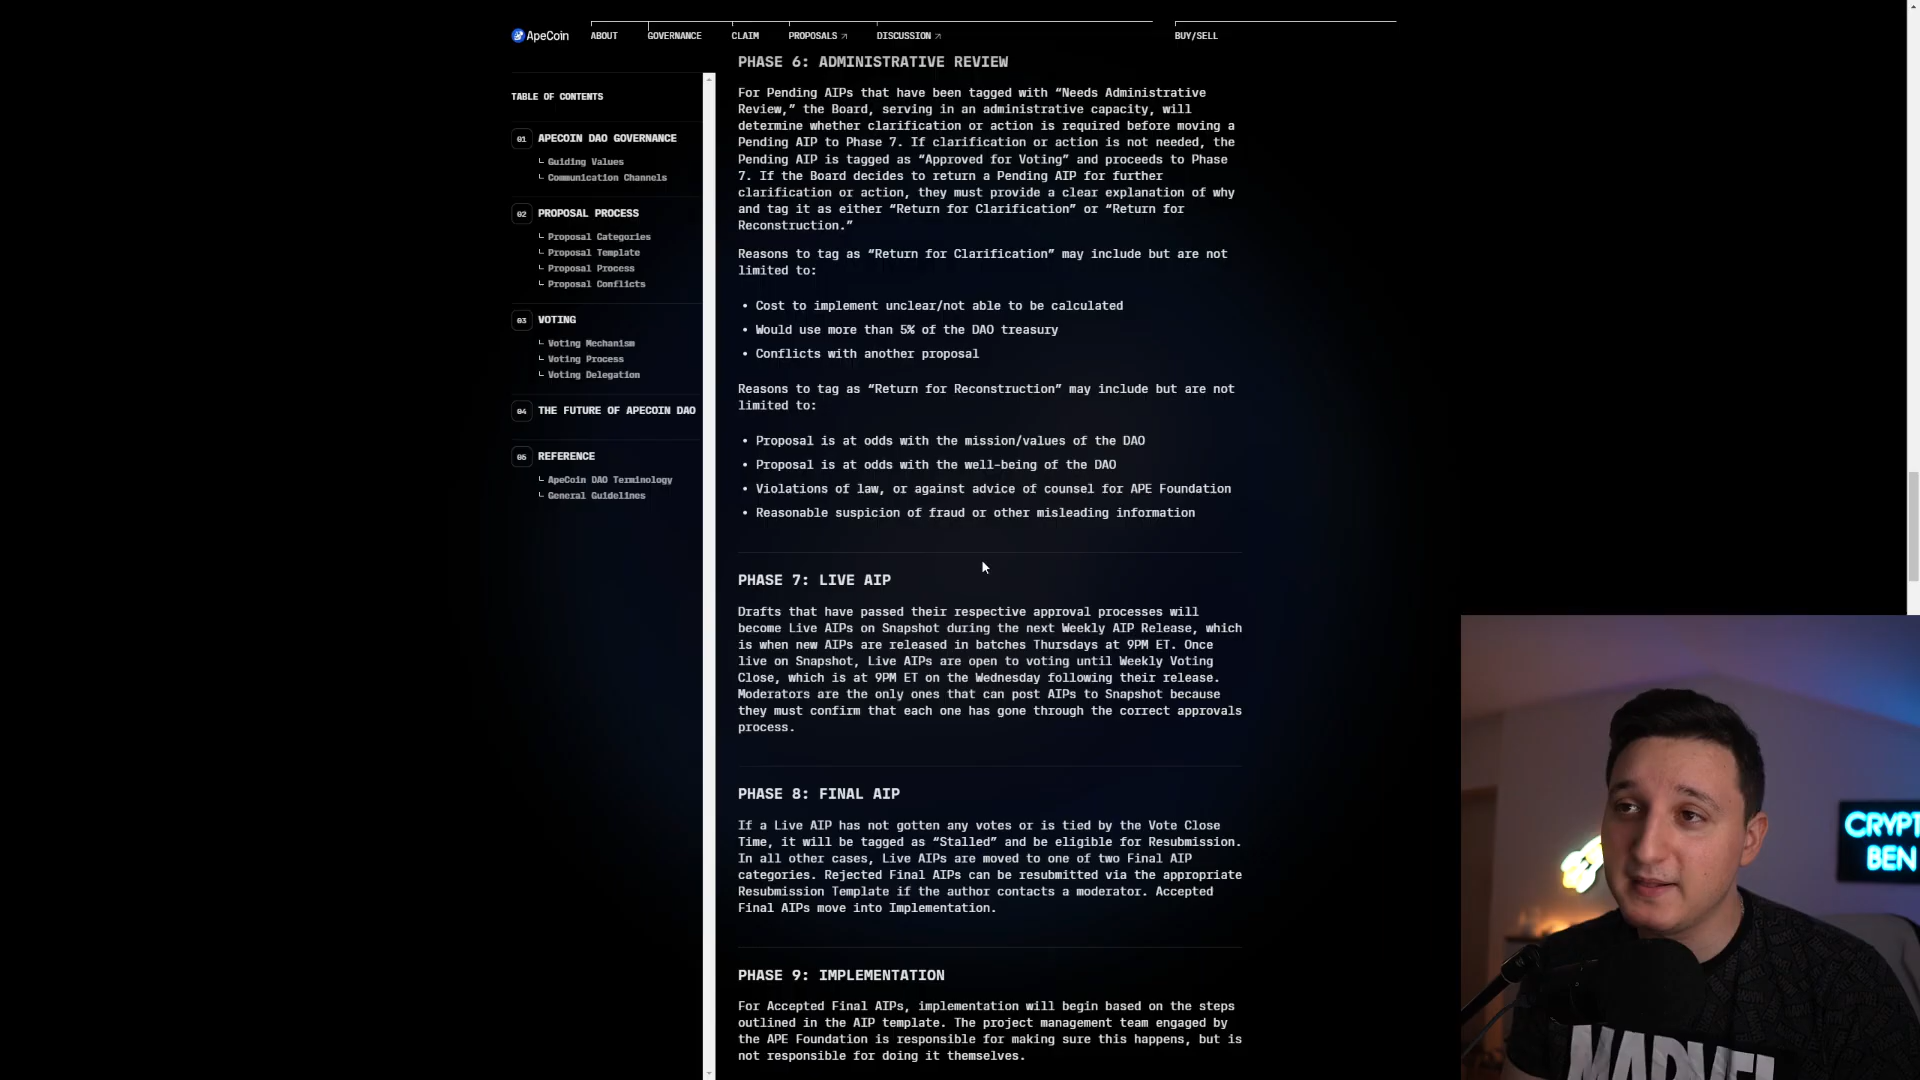 ApeCoin
ABOUT
GOVERNANCE
CLAIM
PROPOSALS ↗
DISCUSSION ↗
BUY/SELL
TABLE OF CONTENTS
01 APECOIN DAO GOVERNANCE
Guiding Values
Communication Channels
02 PROPOSAL PROCESS
Proposal Categories
Proposal Template
Proposal Process
Proposal Conflicts
03 VOTING
Voting Mechanism
Voting Process
Voting Delegation
04 THE FUTURE OF APECOIN DAO
05 REFERENCE
ApeCoin DAO Terminology
General Guidelines
PHASE 6: ADMINISTRATIVE REVIEW
For Pending AIPs that have been tagged with “Needs Administrative
Review,” the Board, serving in an administrative capacity, will
determine whether clarification or action is required before moving a
Pending AIP to Phase 7. If clarification or action is not needed, the
Pending AIP is tagged as “Approved for Voting” and proceeds to Phase
7. If the Board decides to return a Pending AIP for further
clarification or action, they must provide a clear explanation of why
and tag it as either “Return for Clarification” or “Return for
Reconstruction.”
Reasons to tag as “Return for Clarification” may include but are not
limited to:
• Cost to implement unclear/not able to be calculated
• Would use more than 5% of the DAO treasury
• Conflicts with another proposal
Reasons to tag as “Return for Reconstruction” may include but are not
limited to:
• Proposal is at odds with the mission/values of the DAO
• Proposal is at odds with the well-being of the DAO
• Violations of law, or against advice of counsel for APE Foundation
• Reasonable suspicion of fraud or other misleading information
PHASE 7: LIVE AIP
Drafts that have passed their respective approval processes will
become Live AIPs on Snapshot during the next Weekly AIP Release, which
is when new AIPs are released in batches Thursdays at 9PM ET. Once
live on Snapshot, Live AIPs are open to voting until Weekly Voting
Close, which is at 9PM ET on the Wednesday following their release.
Moderators are the only ones that can post AIPs to Snapshot because
they must confirm that each one has gone through the correct approvals
process.
PHASE 8: FINAL AIP
If a Live AIP has not gotten any votes or is tied by the Vote Close
Time, it will be tagged as “Stalled” and be eligible for Resubmission.
In all other cases, Live AIPs are moved to one of two Final AIP
categories. Rejected Final AIPs can be resubmitted via the appropriate
Resubmission Template if the author contacts a moderator. Accepted
Final AIPs move into Implementation.
PHASE 9: IMPLEMENTATION
For Accepted Final AIPs, implementation will begin based on the steps
outlined in the AIP template. The project management team engaged by
the APE Foundation is responsible for making sure this happens, but is
not responsible for doing it themselves.
CRYPT
BEN
MARVEL